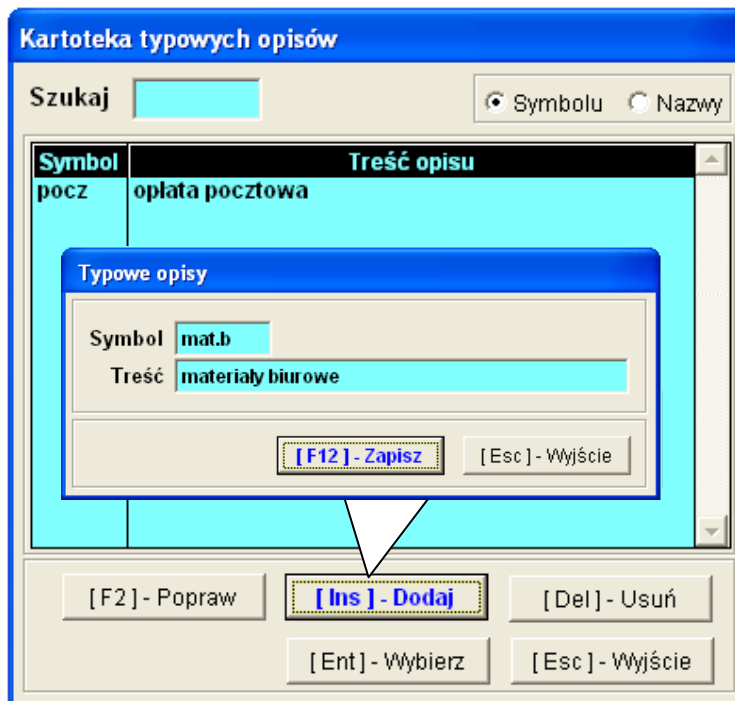 Kartoteka typowych opisów
Szukaj Symbolu Nazwy
Symbol Treść opisu
pocz opłata pocztowa
Typowe opisy
Symbol mat.b
Treść materiały biurowe
[ F12 ] - Zapisz [ Esc ] - Wyjście
[ F2 ] - Popraw [ Ins ] - Dodaj [ Del ] - Usuń
[ Ent ] - Wybierz [ Esc ] - Wyjście